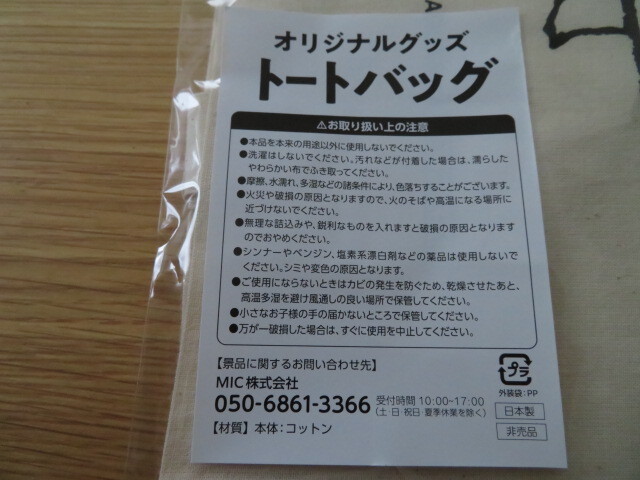 オリジナルグッズ
トートバッグ
⚠お取り扱い上の注意
●本品を本来の用途以外に使用しないでください。
●洗濯はしないでください。汚れなどが付着した場合は、濡らした
やわらかい布でふき取ってください。
●摩擦、水濡れ、多湿などの諸条件により、色落ちすることがございます。
●火災や破損の原因となりますので、火のそばや高温になる場所に
近づけないでください。
●無理な詰込みや、鋭利なものを入れますと破損の原因となります
のでおやめください。
●シンナーやベンジン、塩素系漂白剤などの薬品は使用しないで
ください。シミや変色の原因となります。
●ご使用にならないときはカビの発生を防ぐため、乾燥させたあと、
高温多湿を避け風通しの良い場所で保管してください。
●小さなお子様の手の届かないところで保管してください。
●万が一破損した場合は、すぐに使用を中止してください。
【景品に関するお問い合わせ先】
MIC株式会社
050-6861-3366 受付時間 10:00-17:00
(土・日・祝日・夏季休業を除く)
【材質】本体:コットン
プラ
外装袋:PP
日本製
非売品
A